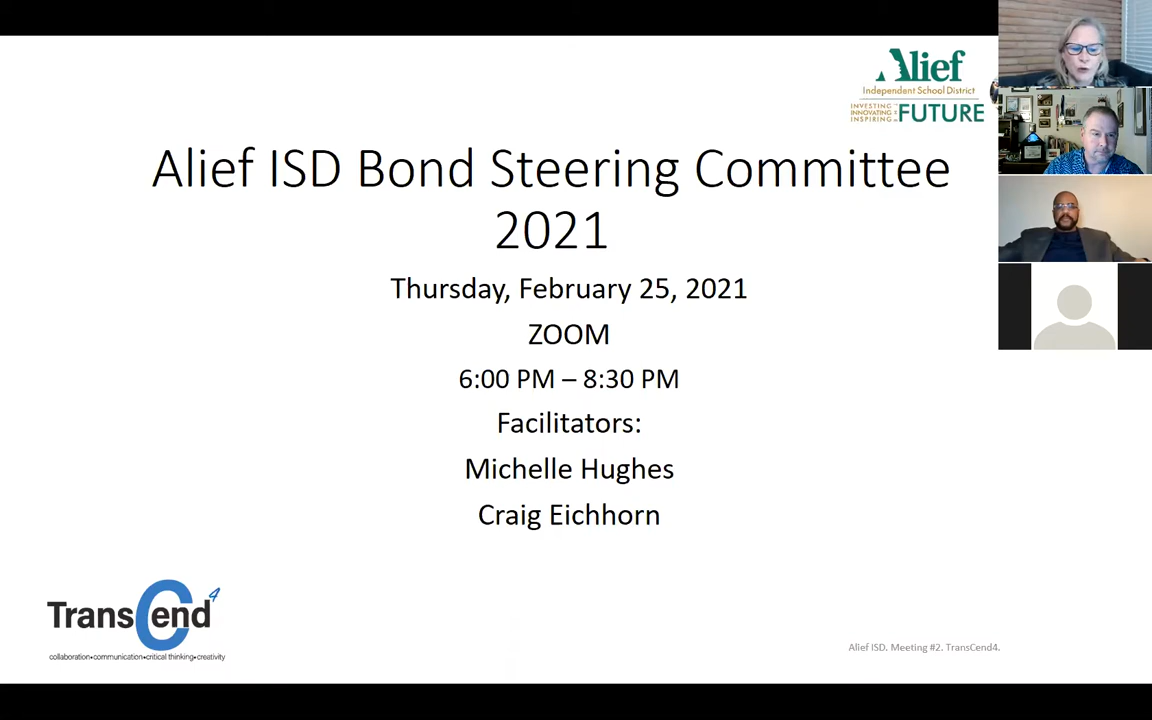 Alief
Independent School District
INVESTING
INNOVATING
INSPIRING
FUTURE
Alief ISD Bond Steering Committee
2021
Thursday, February 25, 2021
ZOOM
6:00 PM – 8:30 PM
Facilitators:
Michelle Hughes
Craig Eichhorn
TransCend4
collaboration•communication•critical thinking•creativity
Alief ISD. Meeting #2. TransCend4.